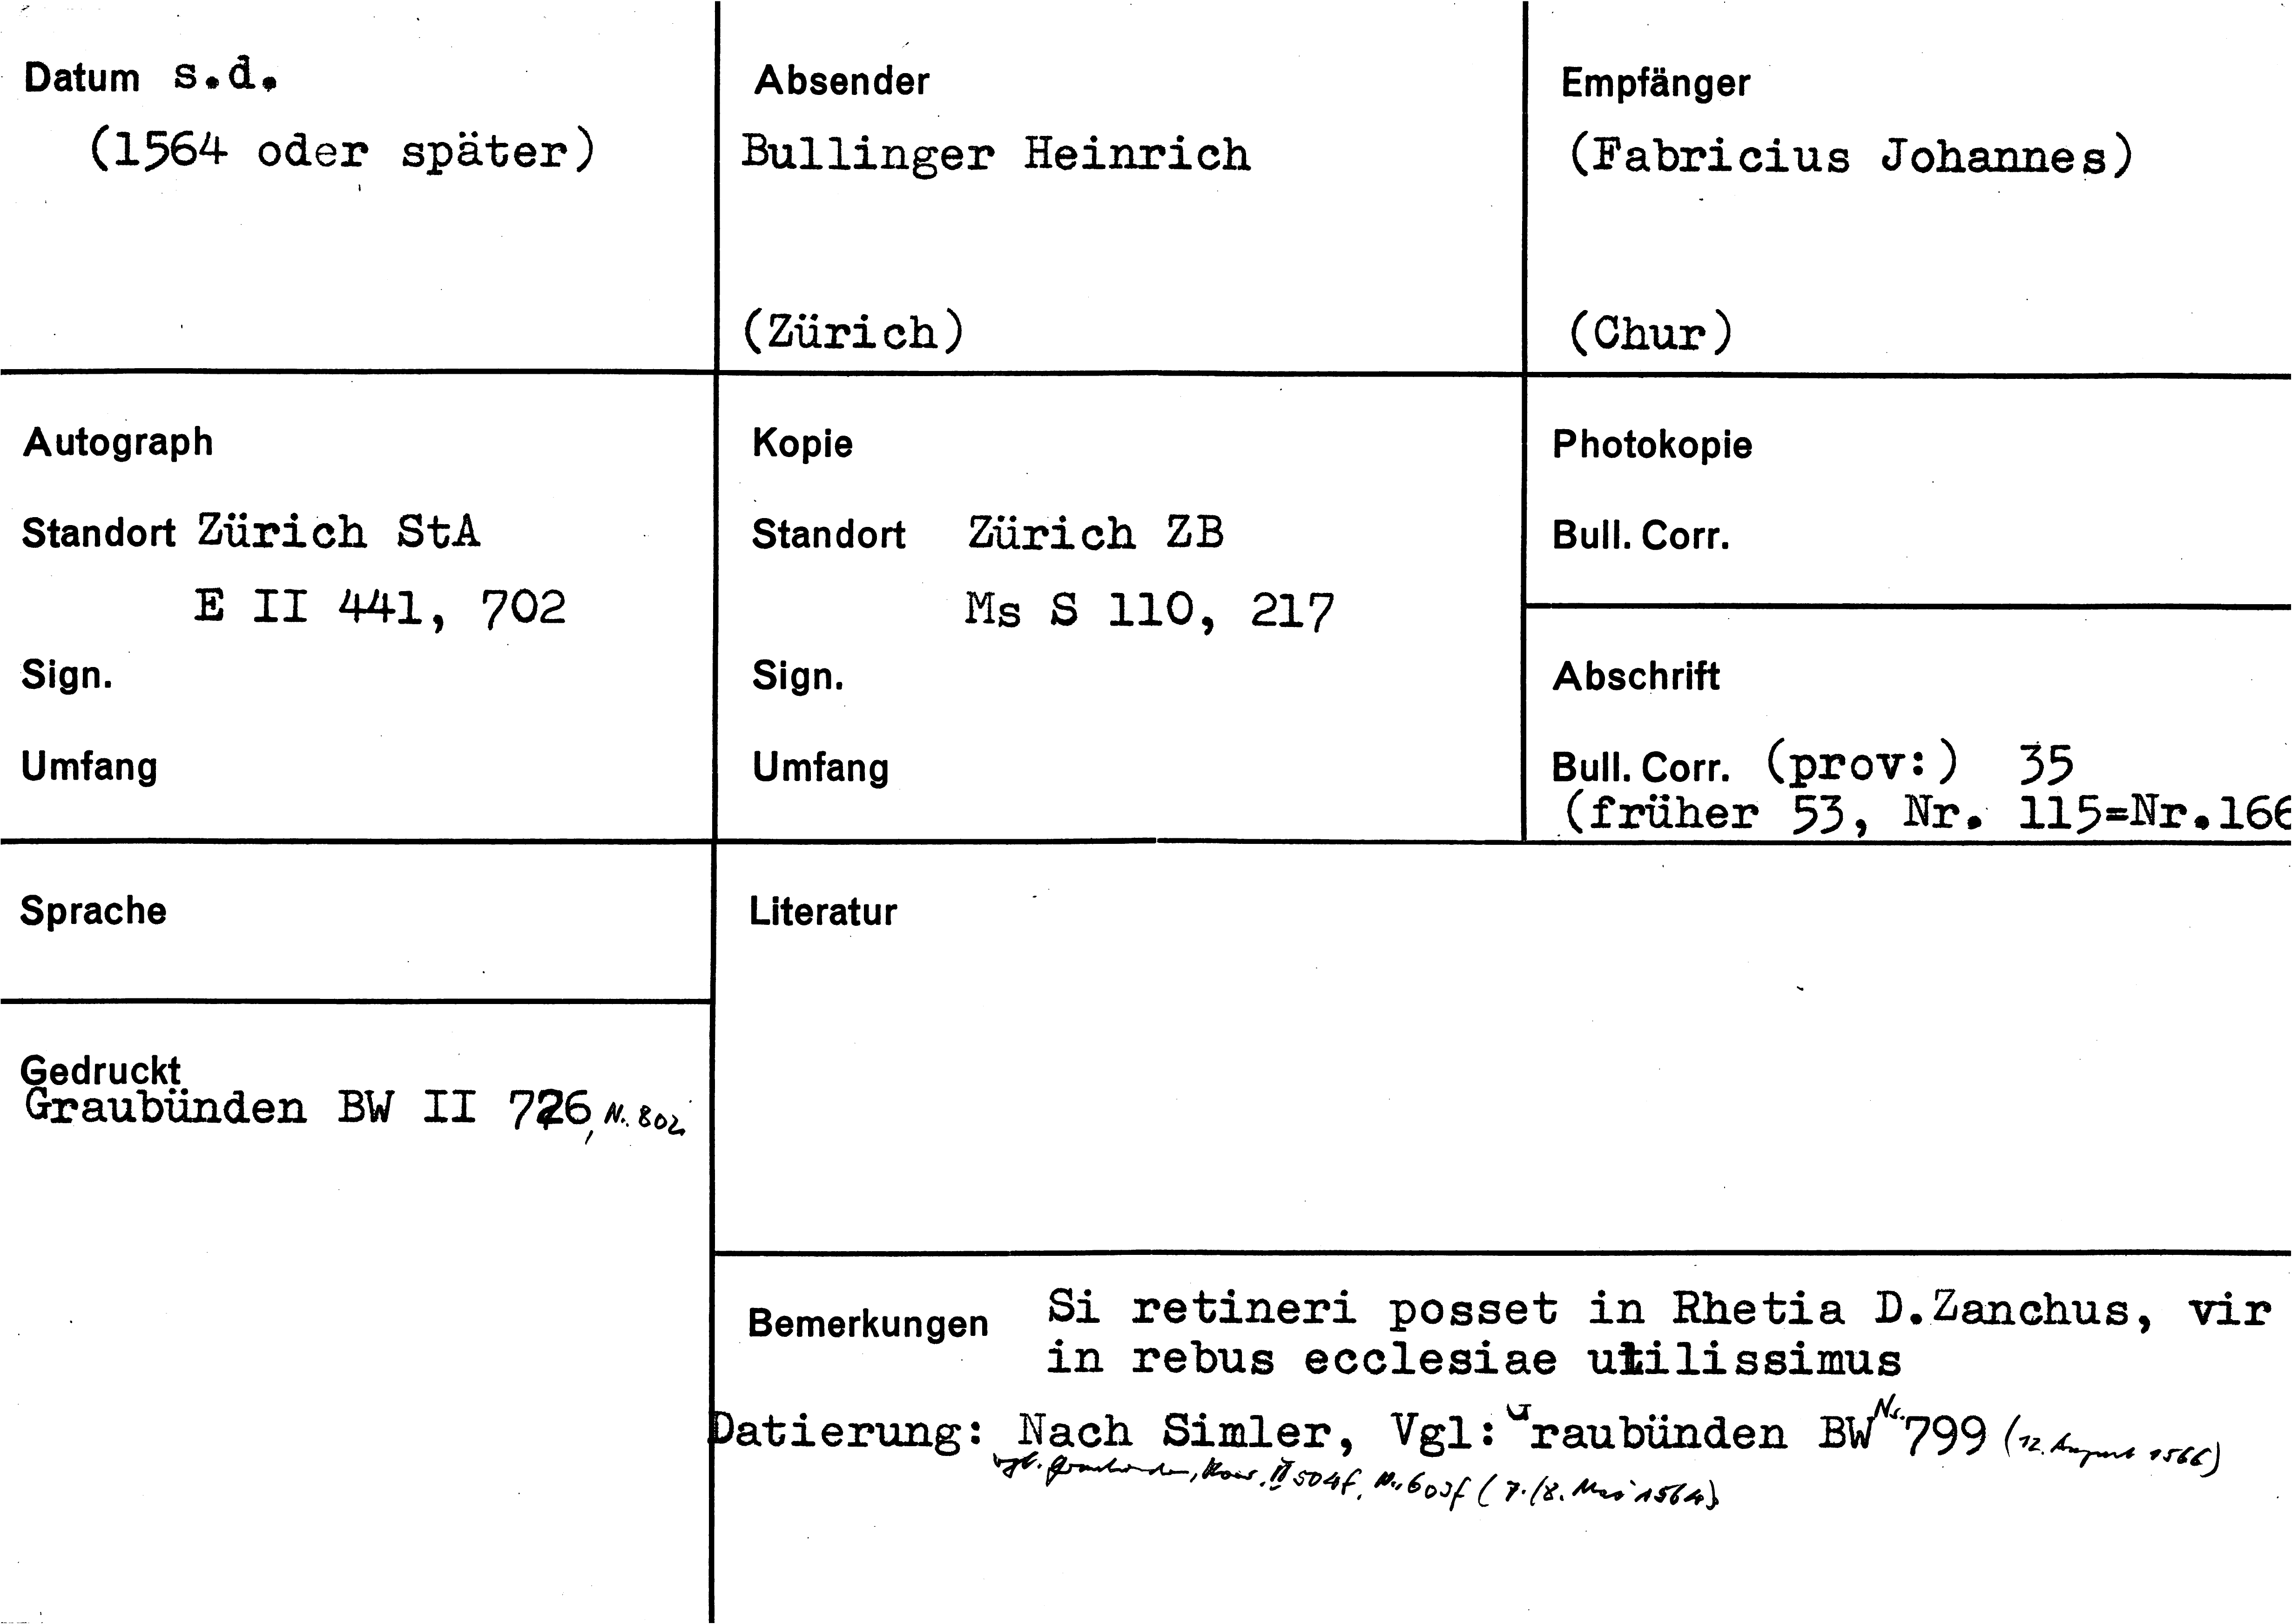 Datum s.d.
(1564 oder später)
Absender
Bullinger Heinrich
(Zürich)
Empfänger
(Fabricius Johannes)
(Chur)
Autograph
Standort Zürich StA
E II 441, 702
Sign.
Umfang
Kopie
Standort Zürich ZB
Ms S 110, 217
Sign.
Umfang
Photokopie
Bull. Corr.
Abschrift
Bull. Corr. (prov:) 35
(früher 53, Nr. 115=Nr.166
Sprache
Literatur
Gedruckt
Graubünden BW II 726, N. 802
Bemerkungen Si retineri posset in Rhetia D.Zanchus, vir
in rebus ecclesiae utilissimus
Datierung: Nach Simler, Vgl: Graubünden BW Nr. 799 (12. August 1566)
vgl. Graubünden, II 504f, N. 603f (7./8. Mai 1564)